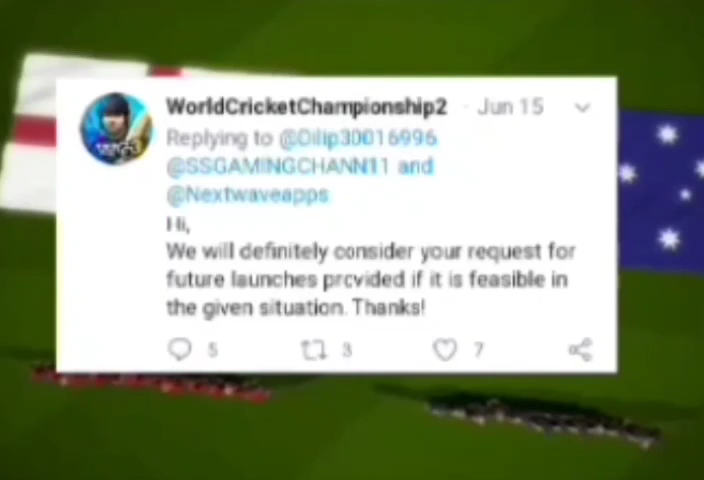 WorldCricketChampionship2 · Jun 15
Replying to @Dilip30016996
@SSGAMINGCHANN11 and
@Nextwaveapps
Hi,
We will definitely consider your request for
future launches provided if it is feasible in
the given situation. Thanks!
5 3 7